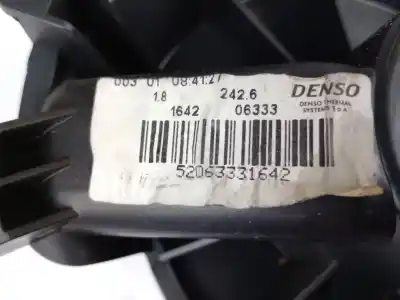 003 01 08:41:27
1.8 242.6 DENSO
DENSO THERMAL
SYSTEMS S.p.A.
1642 06333
52063331642